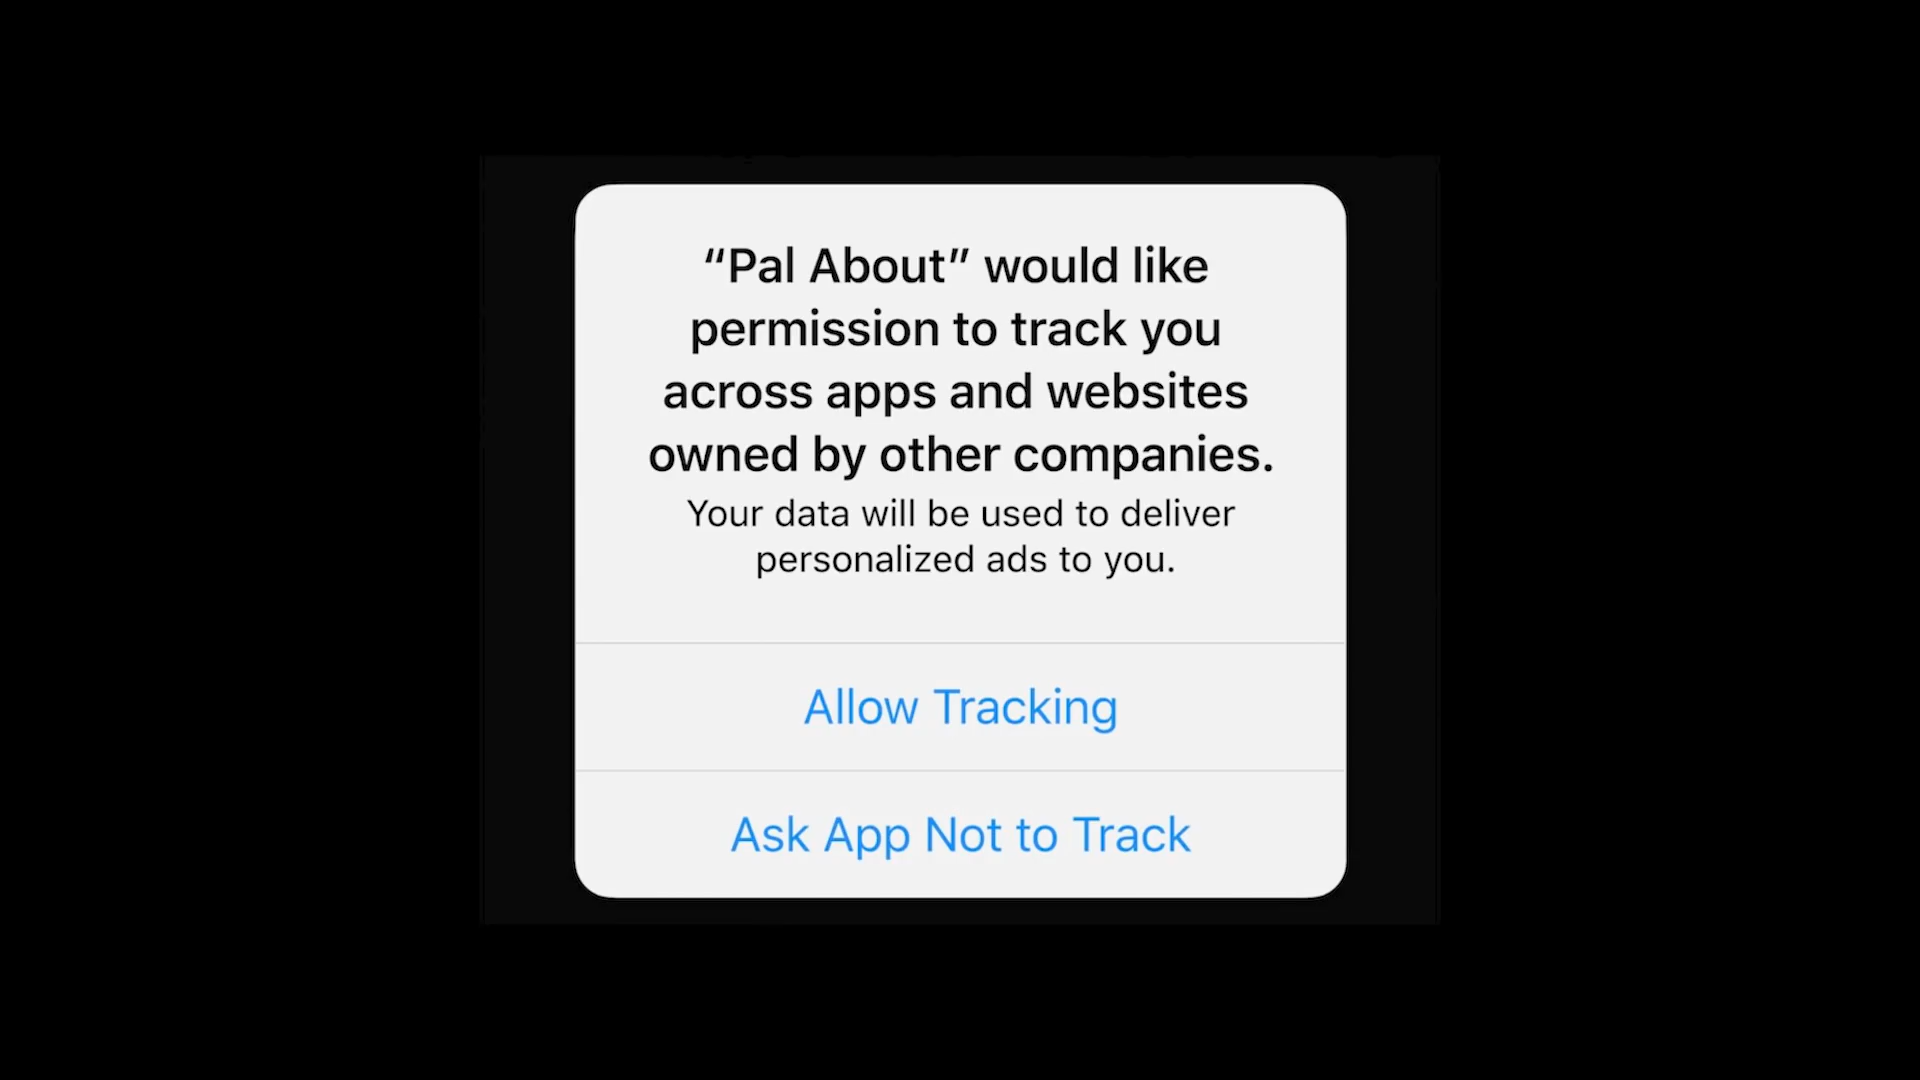 “Pal About” would like
permission to track you
across apps and websites
owned by other companies.
Your data will be used to deliver
personalized ads to you.
Allow Tracking
Ask App Not to Track